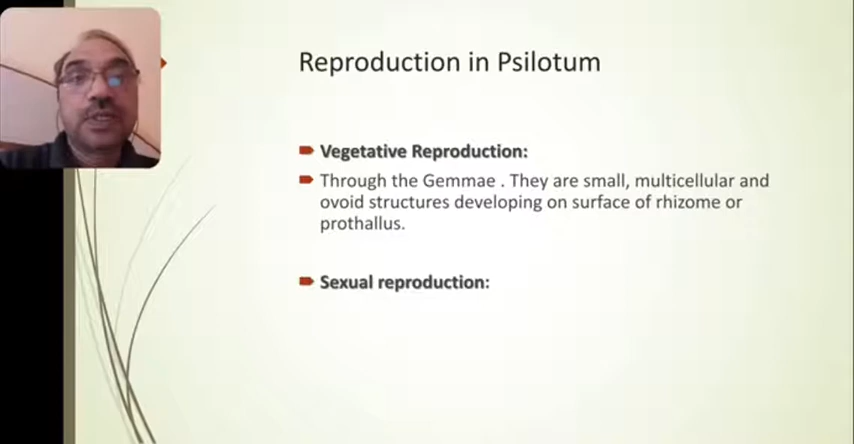 Reproduction in Psilotum
Vegetative Reproduction:
Through the Gemmae . They are small, multicellular and
ovoid structures developing on surface of rhizome or
prothallus.
Sexual reproduction: